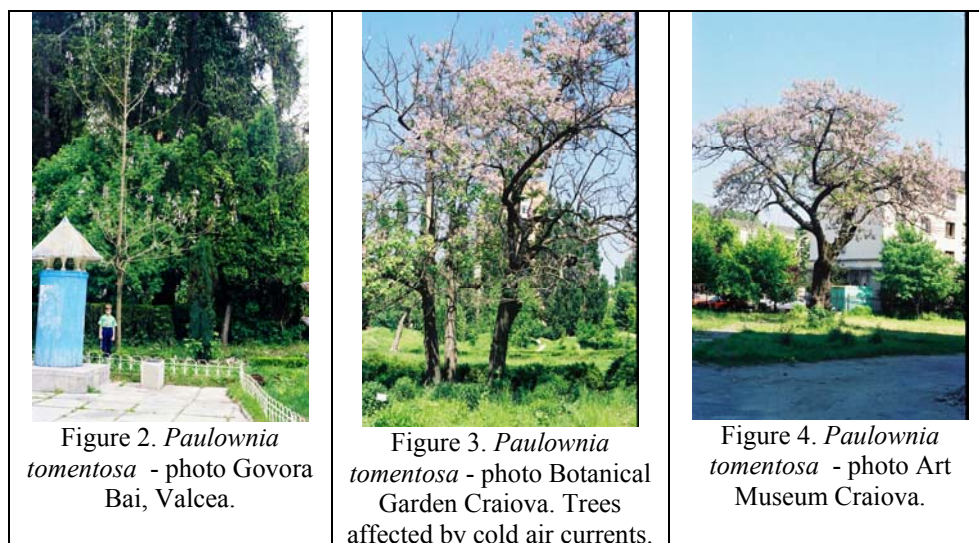 Figure 2. Paulownia
tomentosa - photo Govora
Bai, Valcea.
Figure 3. Paulownia
tomentosa - photo Botanical
Garden Craiova. Trees
affected by cold air currents.
Figure 4. Paulownia
tomentosa - photo Art
Museum Craiova.